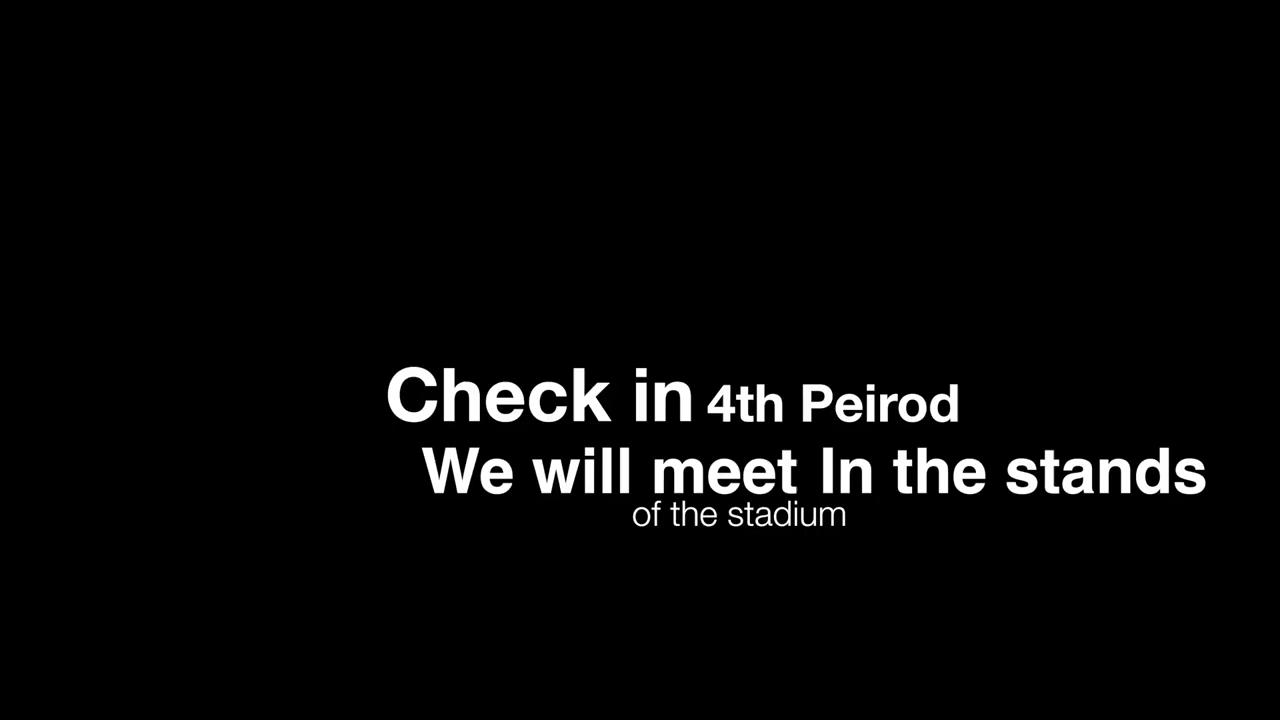 Check in 4th Peirod
We will meet In the stands
of the stadium